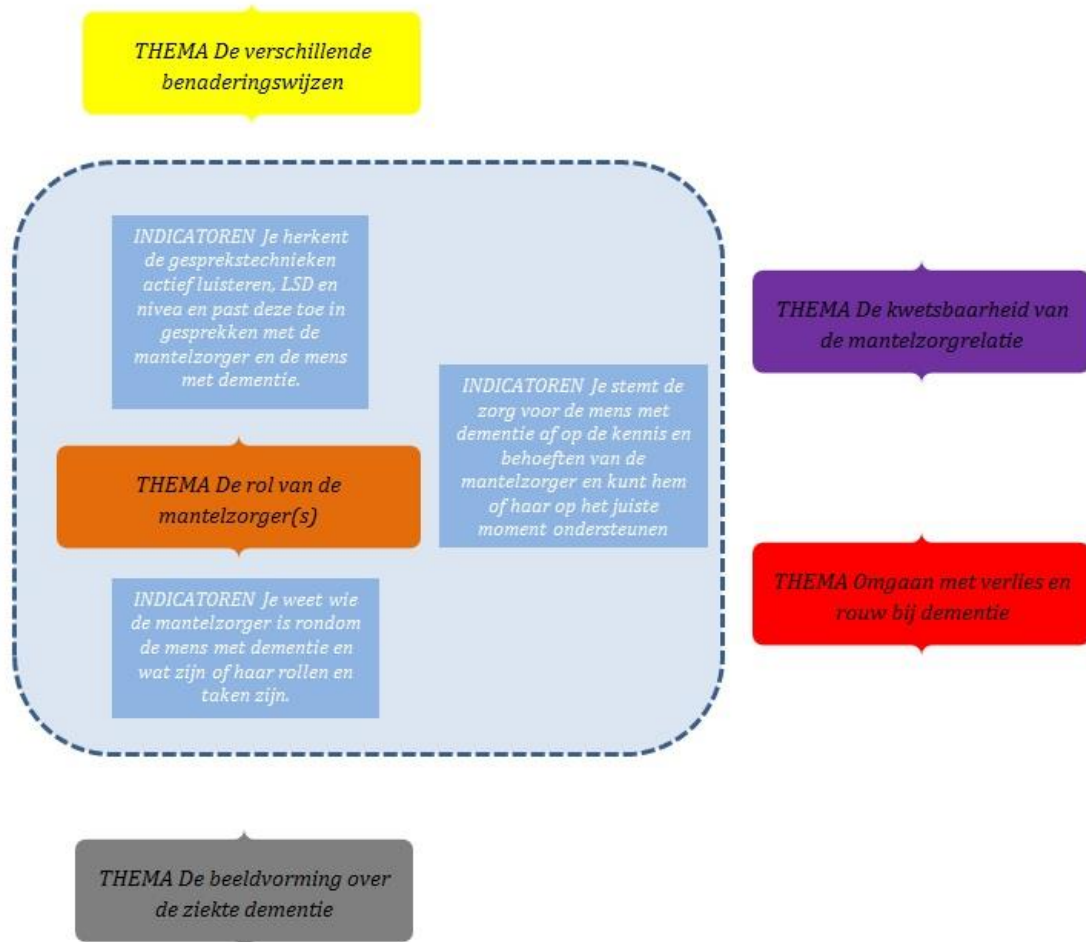 THEMA De verschillende
benaderingswijzen
INDICATOREN Je herkent
de gesprekstechnieken
actief luisteren, LSD en
nivea en past deze toe in
gesprekken met de
mantelzorger en de mens
met dementie.
THEMA De kwetsbaarheid van
de mantelzorgrelatie
INDICATOREN Je stemt de
zorg voor de mens met
dementie af op de kennis en
behoeften van de
mantelzorger en kunt hem
of haar op het juiste
moment ondersteunen
THEMA De rol van de
mantelzorger(s)
THEMA Omgaan met verlies en
rouw bij dementie
INDICATOREN Je weet wie
de mantelzorger is rondom
de mens met dementie en
wat zijn of haar rollen en
taken zijn.
THEMA De beeldvorming over
de ziekte dementie